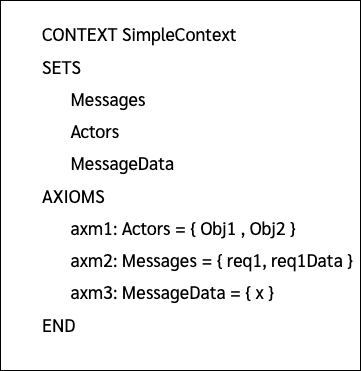 CONTEXT SimpleContext
SETS
Messages
Actors
MessageData
AXIOMS
axm1: Actors = { Obj1 , Obj2 }
axm2: Messages = { req1, req1Data }
axm3: MessageData = { x }
END